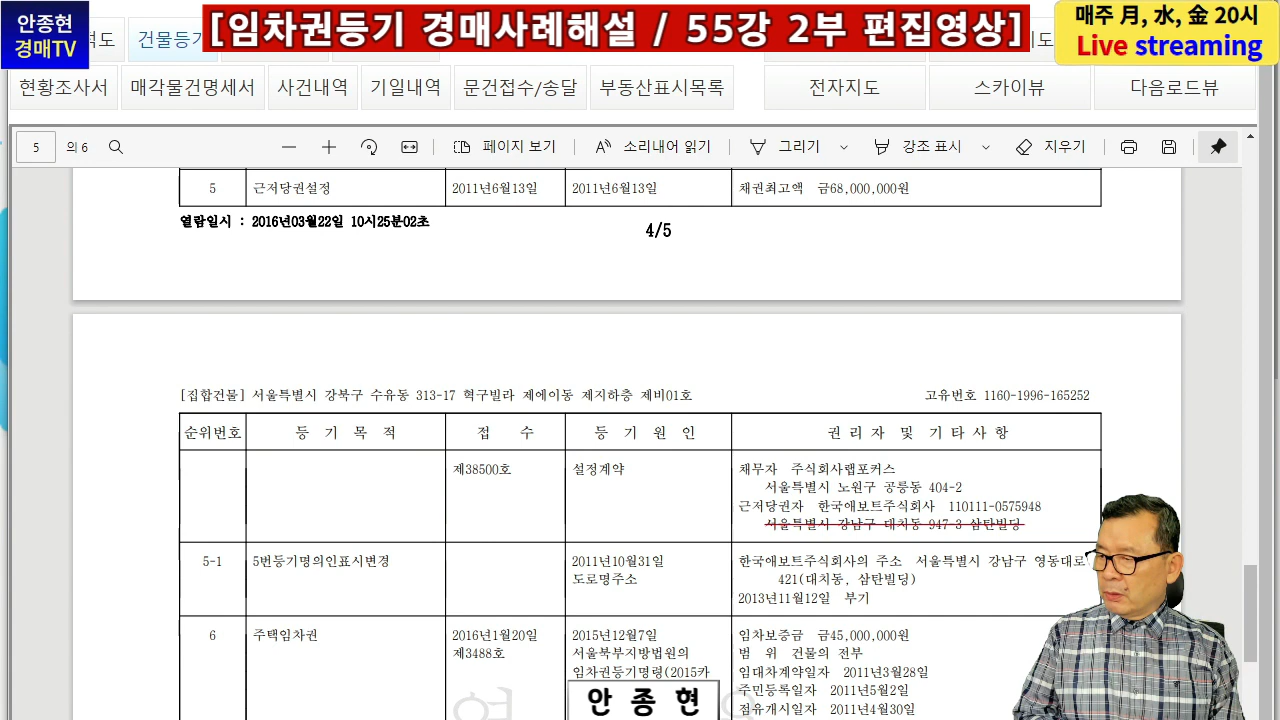 안종현
경매TV
[임차권등기 경매사례해설 / 55강 2부 편집영상]
매주 月, 水, 金 20시
Live streaming
적도 건물등기 도
현황조사서 매각물건명세서 사건내역 기일내역 문건접수/송달 부동산표시목록 전자지도 스카이뷰 다음로드뷰
5 의 6 페이지 보기 소리내어 읽기 그리기 강조 표시 지우기
5 근저당권설정 2011년6월13일 2011년6월13일 채권최고액 금68,000,000원
열람일시 : 2016년03월22일 10시25분02초
4/5
[집합건물] 서울특별시 강북구 수유동 313-17 혁구빌라 제에이동 제지하층 제비01호 고유번호 1160-1996-165252
순위번호 등 기 목 적 접 수 등 기 원 인 권 리 자 및 기 타 사 항
제38500호 설정계약 채무자 주식회사랩포커스
서울특별시 노원구 공릉동 404-2
근저당권자 한국애보트주식회사 110111-0575948
서울특별시 강남구 대치동 947-3 삼탄빌딩
5-1 5번등기명의인표시변경 2011년10월31일 한국애보트주식회사의 주소 서울특별시 강남구 영동대로
도로명주소 421(대치동, 삼탄빌딩)
2013년11월12일 부기
6 주택임차권 2016년1월20일 2015년12월7일 임차보증금 금45,000,000원
제3488호 서울북부지방법원의 범 위 건물의 전부
임차권등기명령(2015카 임대차계약일자 2011년3월28일
주민등록일자 2011년5월2일
안 종 현 점유개시일자 2011년4월30일